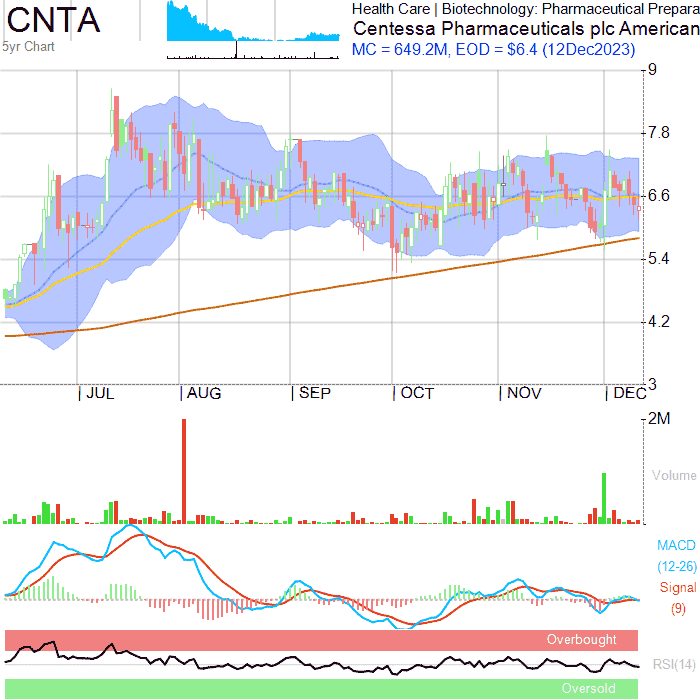 CNTA
5yr Chart
Health Care | Biotechnology: Pharmaceutical Prepara
Centessa Pharmaceuticals plc American
MC = 649.2M, EOD = $6.4 (12Dec2023)
9
7.8
6.6
5.4
4.2
3
| JUL
| AUG
| SEP
| OCT
| NOV
| DEC
2M
Volume
MACD
(12-26)
Signal
(9)
Overbought
RSI(14)
Oversold